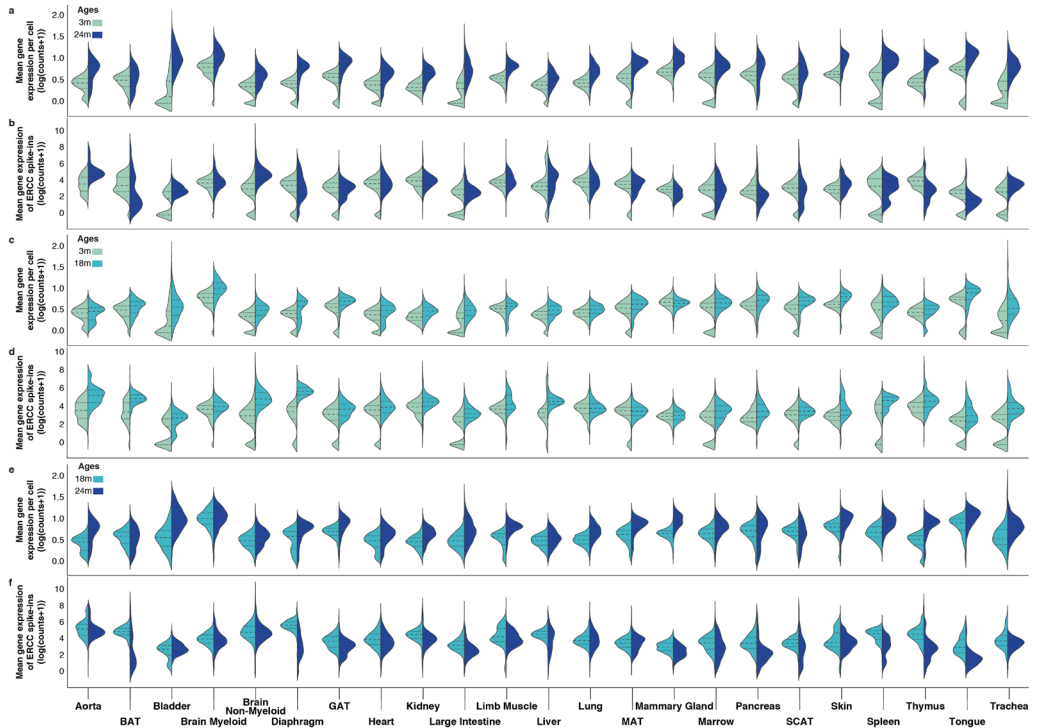 a
Ages
3m
24m
Mean gene
expression per cell
(log(counts+1))
2.0
1.5
1.0
0.5
0.0
b
Mean gene expression
of ERCC spike-ins
(log(counts+1))
10
8
6
4
2
0
c
Ages
3m
18m
Mean gene
expression per cell
(log(counts+1))
2.0
1.5
1.0
0.5
0.0
d
Mean gene expression
of ERCC spike-ins
(log(counts+1))
10
8
6
4
2
0
e
Ages
18m
24m
Mean gene
expression per cell
(log(counts+1))
2.0
1.5
1.0
0.5
0.0
f
Mean gene expression
of ERCC spike-ins
(log(counts+1))
10
8
6
4
2
0
Aorta
BAT
Bladder
Brain Myeloid
Brain
Non-Myeloid
Diaphragm
GAT
Heart
Kidney
Large Intestine
Limb Muscle
Liver
Lung
MAT
Mammary Gland
Marrow
Pancreas
SCAT
Skin
Spleen
Thymus
Tongue
Trachea